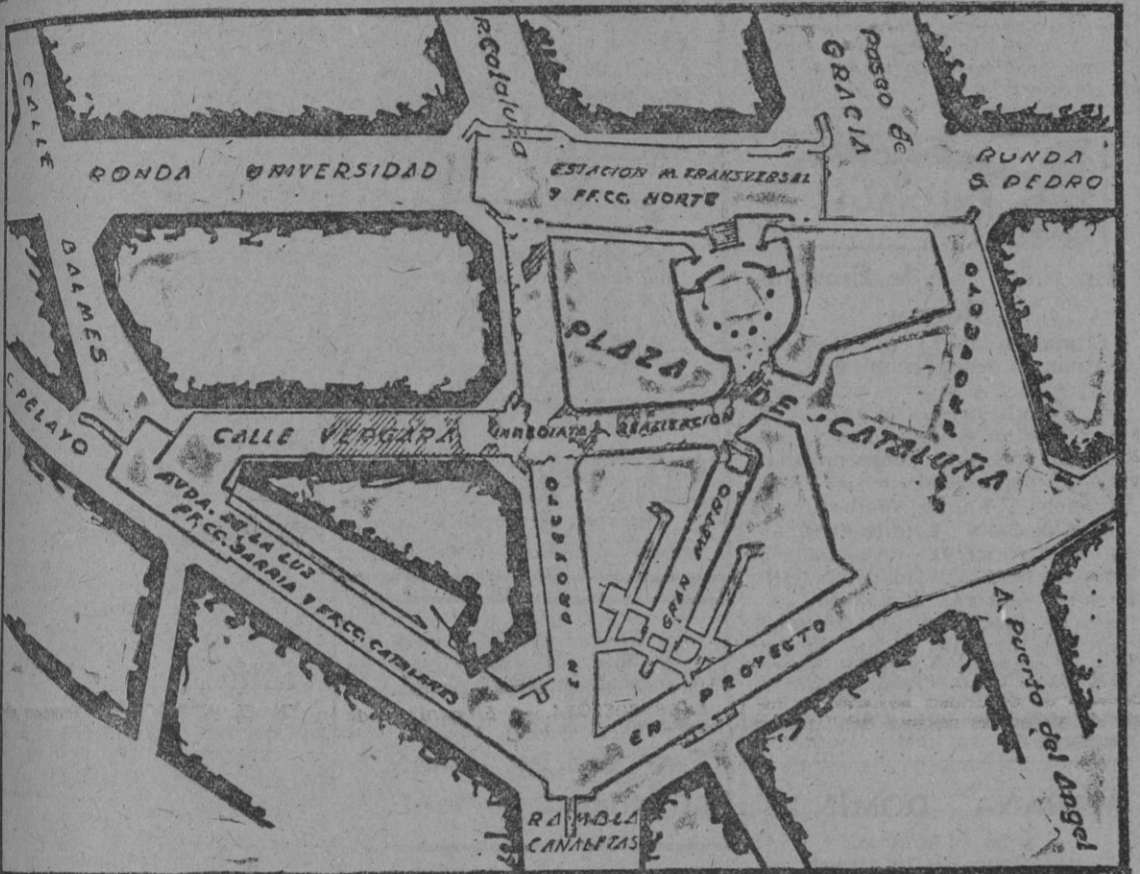 CALLE
BALMES
R. Cataluña
Paseo de
GRACIA
RONDA UNIVERSIDAD
ESTACION M. TRANSVERSAL
Y FF.CC. NORTE
RUNDA
S. PEDRO
PLAZA
DE CATALUÑA
C. PELAYO
CALLE VERGARA
INMEDIATA REALIZACION
AVDA. DE LA LUZ
FF.CC. SARRIA Y FF.CC. CATALANES
EN PROYECTO
GRAN METRO
EN PROYECTO
A. puerto del Angel
RAMBLA
CANALETAS